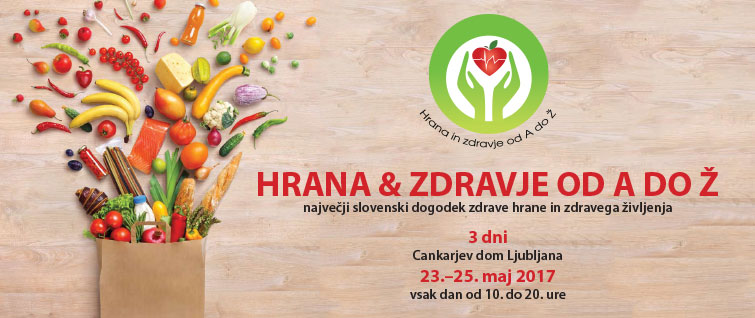 Hrana in zdravje od A do Ž
HRANA & ZDRAVJE OD A DO Ž
največji slovenski dogodek zdrave hrane in zdravega življenja
3 dni
Cankarjev dom Ljubljana
23.–25. maj 2017
vsak dan od 10. do 20. ure